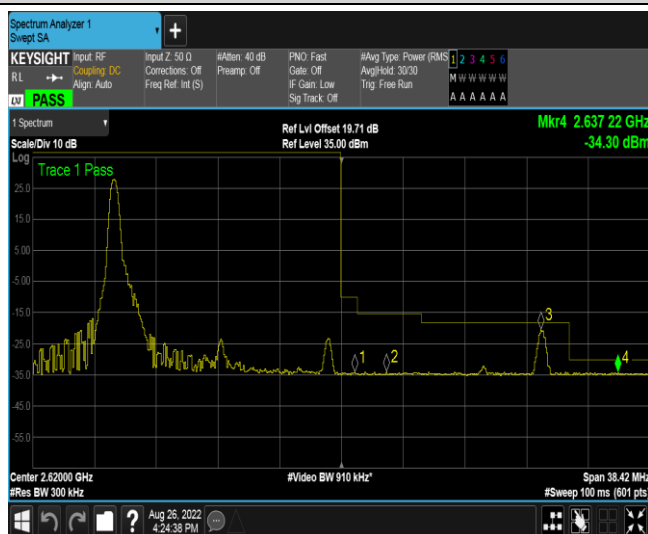 Spectrum Analyzer 1
Swept SA
+
KEYSIGHT
RL
LXI PASS
Input: RF
Coupling: DC
Align: Auto
Input Z: 50 Ω
Corrections: Off
Freq Ref: Int (S)
#Atten: 40 dB
Preamp: Off
PNO: Fast
Gate: Off
IF Gain: Low
Sig Track: Off
#Avg Type: Power (RMS
Avg|Hold: 30/30
Trig: Free Run
1 2 3 4 5 6
M W W W W W
A A A A A A
1 Spectrum
Scale/Div 10 dB
Ref Lvl Offset 19.71 dB
Ref Level 35.00 dBm
Mkr4 2.637 22 GHz
-34.30 dBm
Log
Trace 1 Pass
25.0
15.0
5.00
-5.00
-15.0
-25.0
-35.0
-45.0
-55.0
1
2
3
4
Center 2.62000 GHz
#Res BW 300 kHz
#Video BW 910 kHz*
Span 38.42 MHz
#Sweep 100 ms (601 pts)
?
Aug 26, 2022
4:24:38 PM